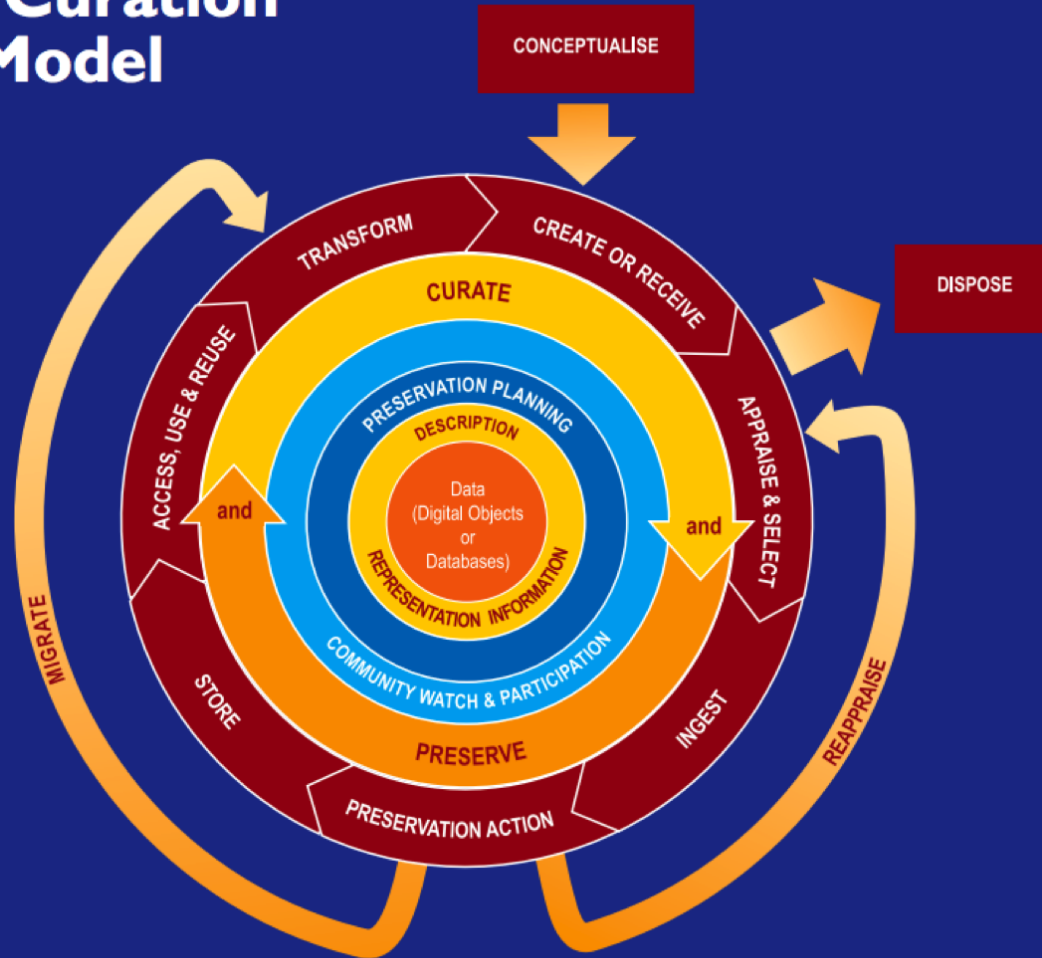 Curation
Model
CONCEPTUALISE
DISPOSE
TRANSFORM
CREATE OR RECEIVE
APPRAISE & SELECT
INGEST
PRESERVATION ACTION
STORE
ACCESS, USE & REUSE
CURATE
and
PRESERVE
and
PRESERVATION PLANNING
COMMUNITY WATCH & PARTICIPATION
DESCRIPTION
REPRESENTATION INFORMATION
Data
(Digital Objects
or
Databases)
MIGRATE
REAPPRAISE